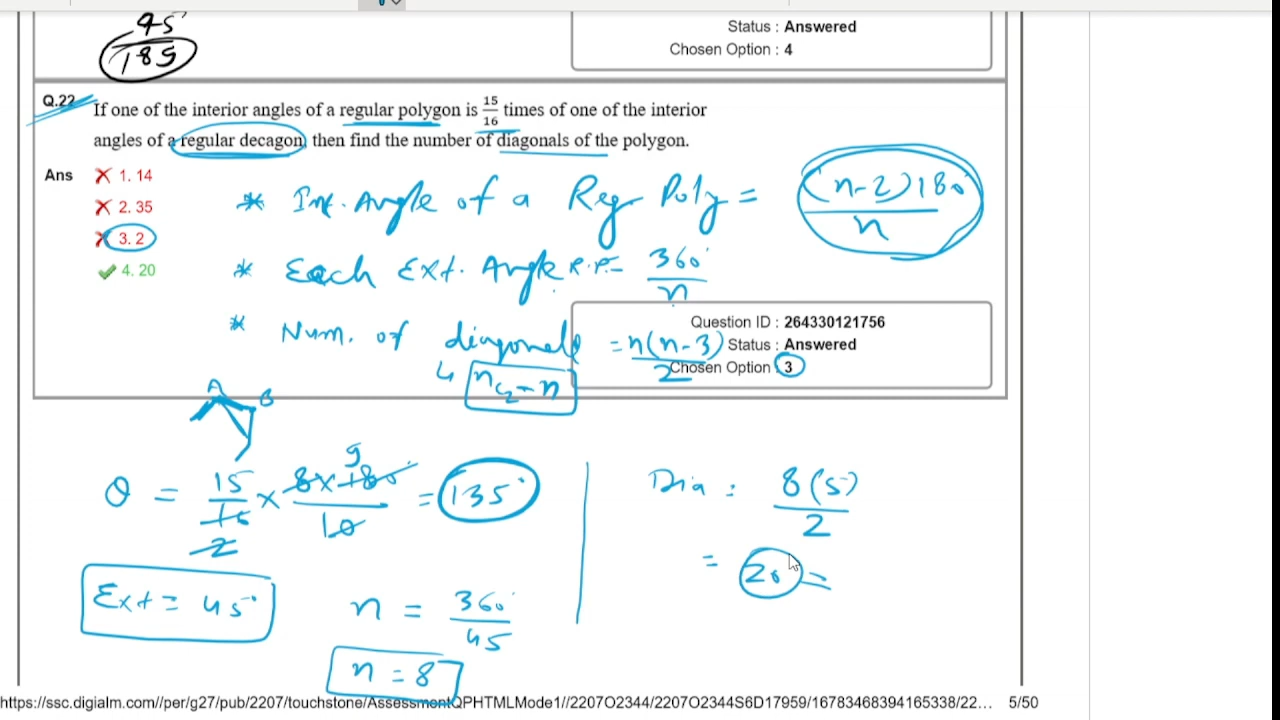 45°
185
Status : Answered
Chosen Option : 4
Q.22 If one of the interior angles of a regular polygon is 15/16 times of one of the interior
angles of a regular decagon, then find the number of diagonals of the polygon.
Ans 1. 14
2. 35
3. 2
4. 20
* Int. Angle of a Reg Poly = (n-2)180/n
* Each Ext. Angle R.P. = 360°/n
* Num. of diagonals = n(n-3)/2
Question ID : 264330121756
Status : Answered
Chosen Option : 3
4 nC2 - n
A B
θ = 15/16 × 8×180°/10 = 135°
9
2
Dia : 8(5)/2
= 20 =
Ext = 45°
n = 360°/45
n = 8
https://ssc.digialm.com//per/g27/pub/2207/touchstone/AssessmentQPHTMLMode1//2207O2344/2207O2344S6D17959/16783468394165338/22... 5/50